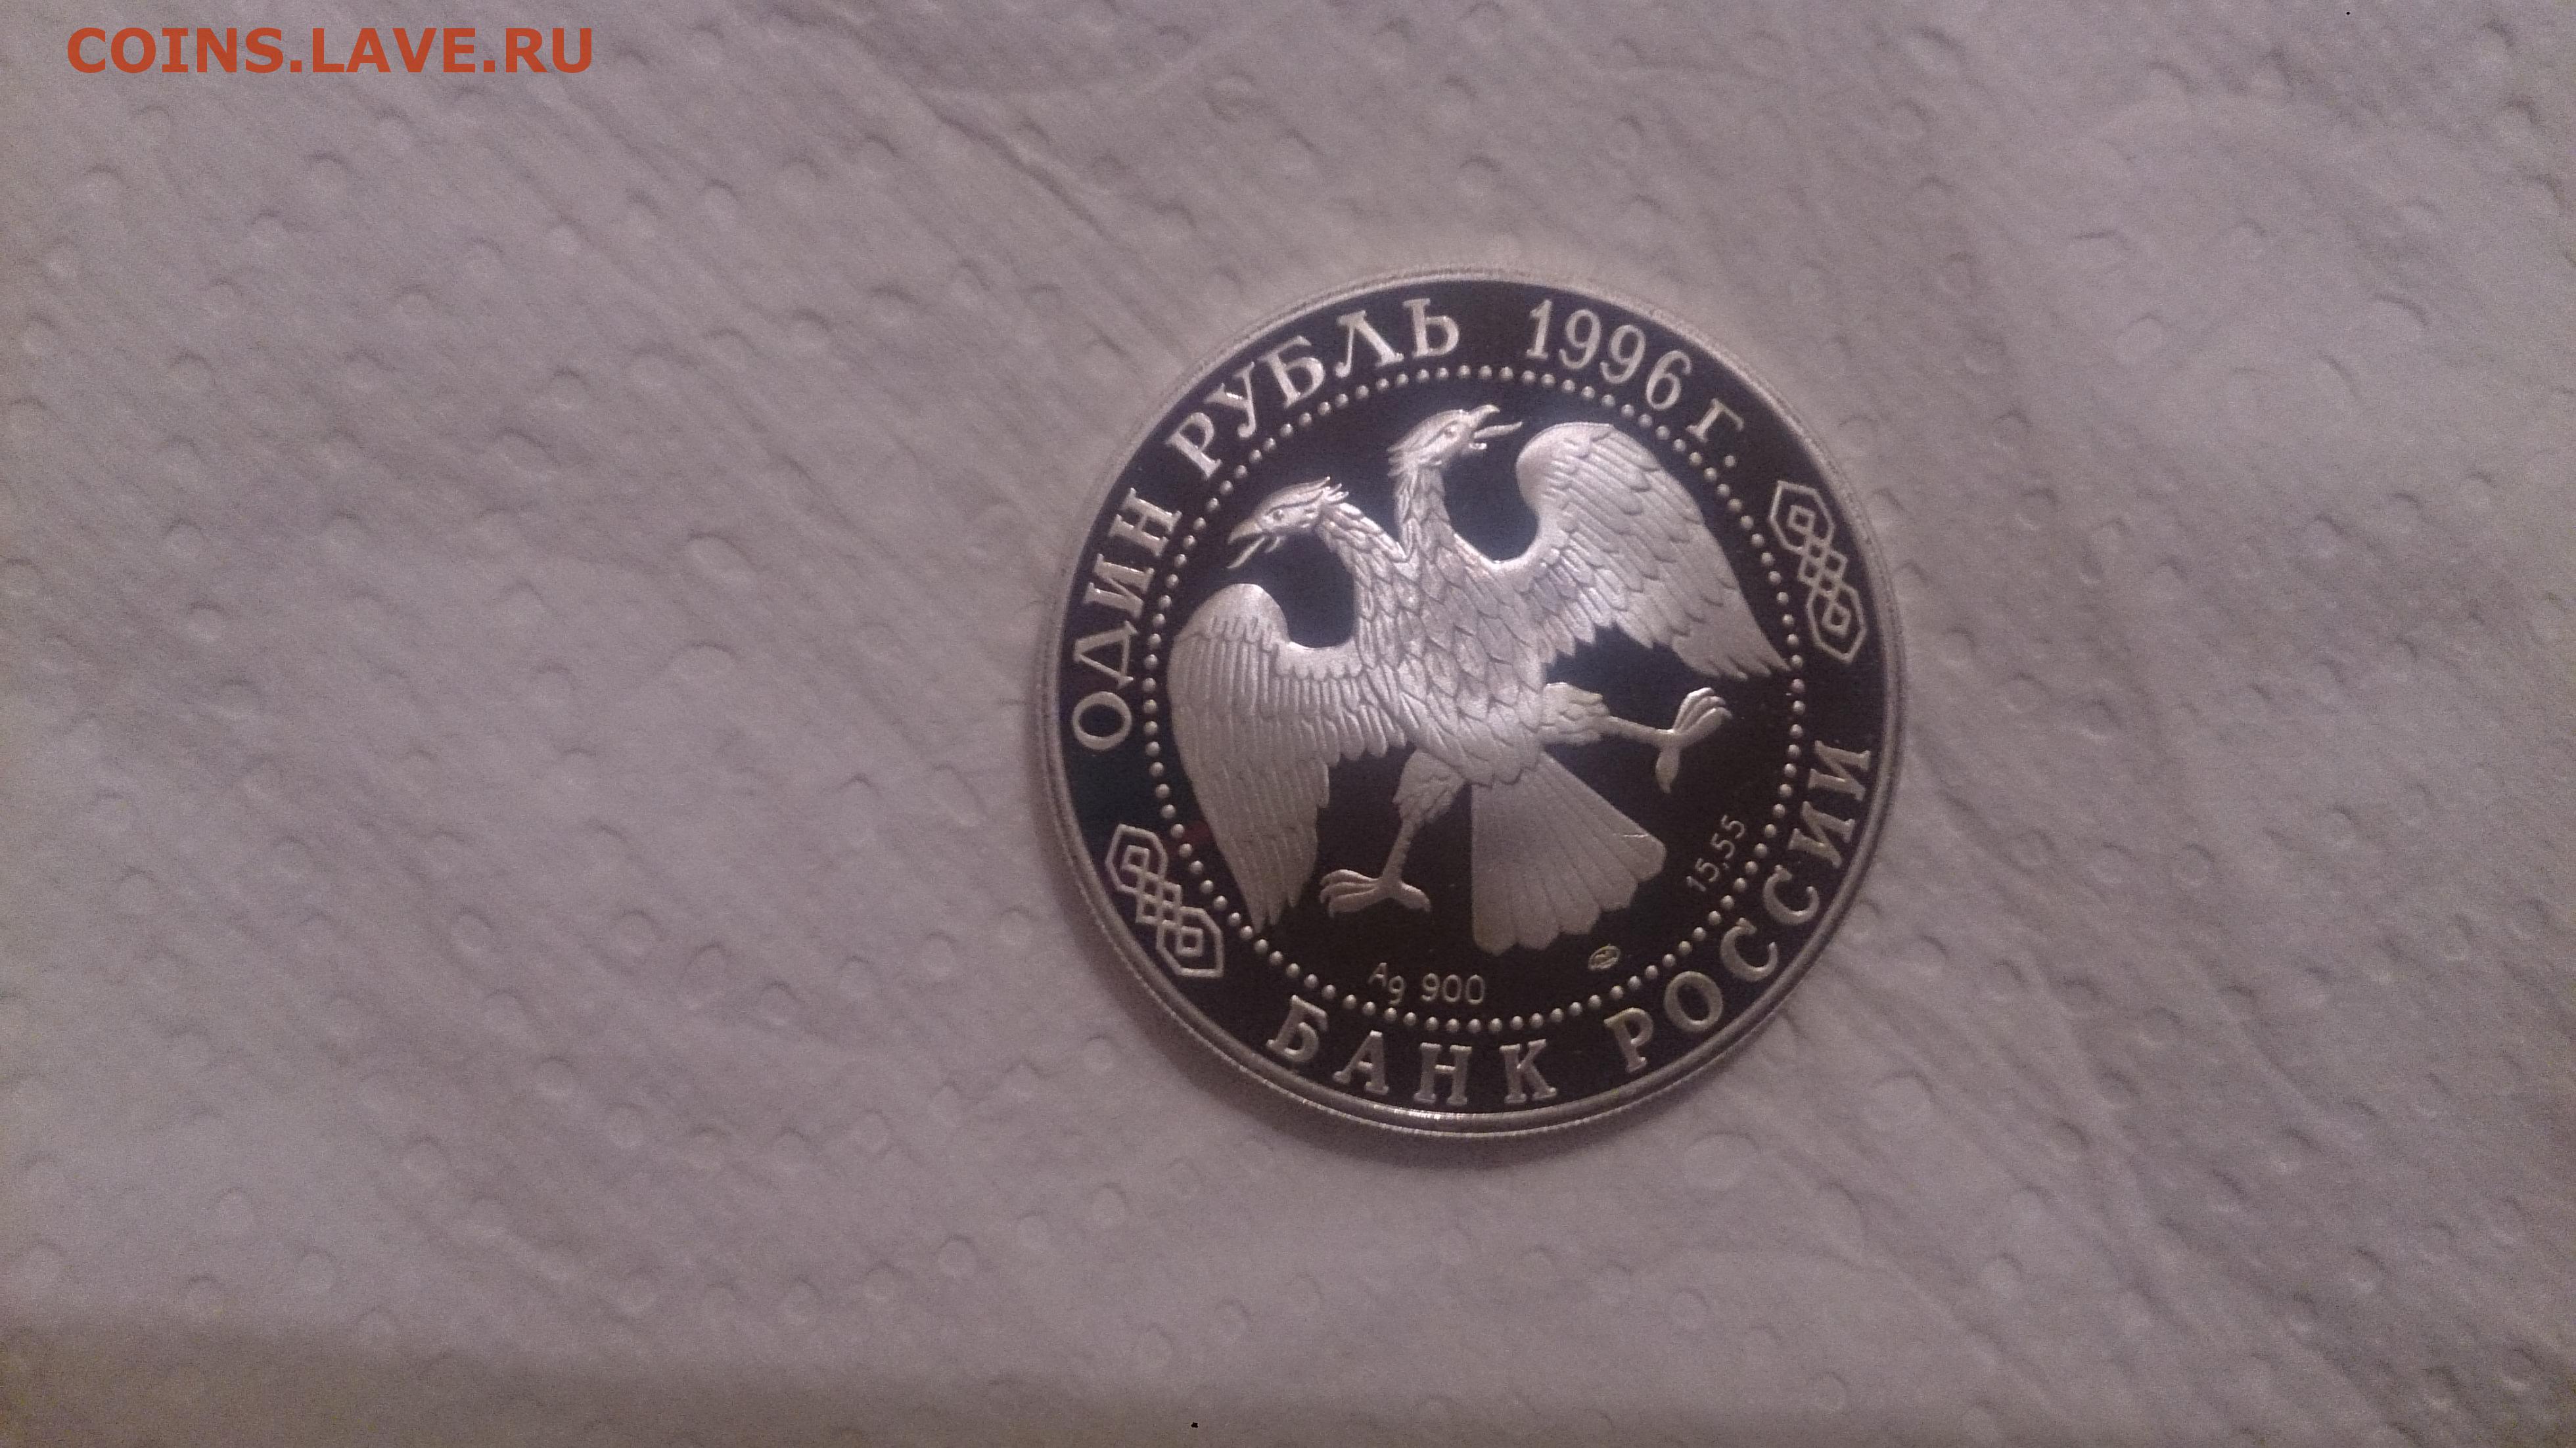 COINS.LAVE.RU
ОДИН РУБЛЬ 1996 г.
Ag 900
15,55
БАНК РОССИИ